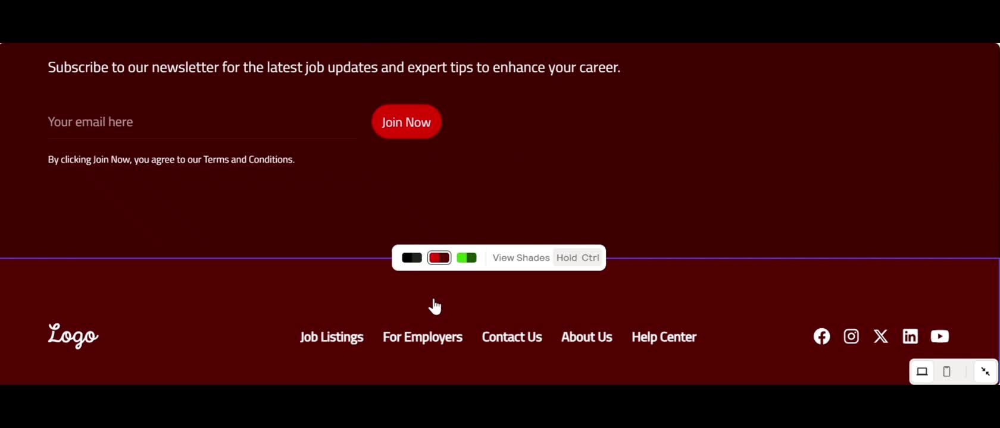 Subscribe to our newsletter for the latest job updates and expert tips to enhance your career.
Your email here
Join Now
By clicking Join Now, you agree to our Terms and Conditions.
View Shades Hold Ctrl
Logo
Job Listings For Employers Contact Us About Us Help Center